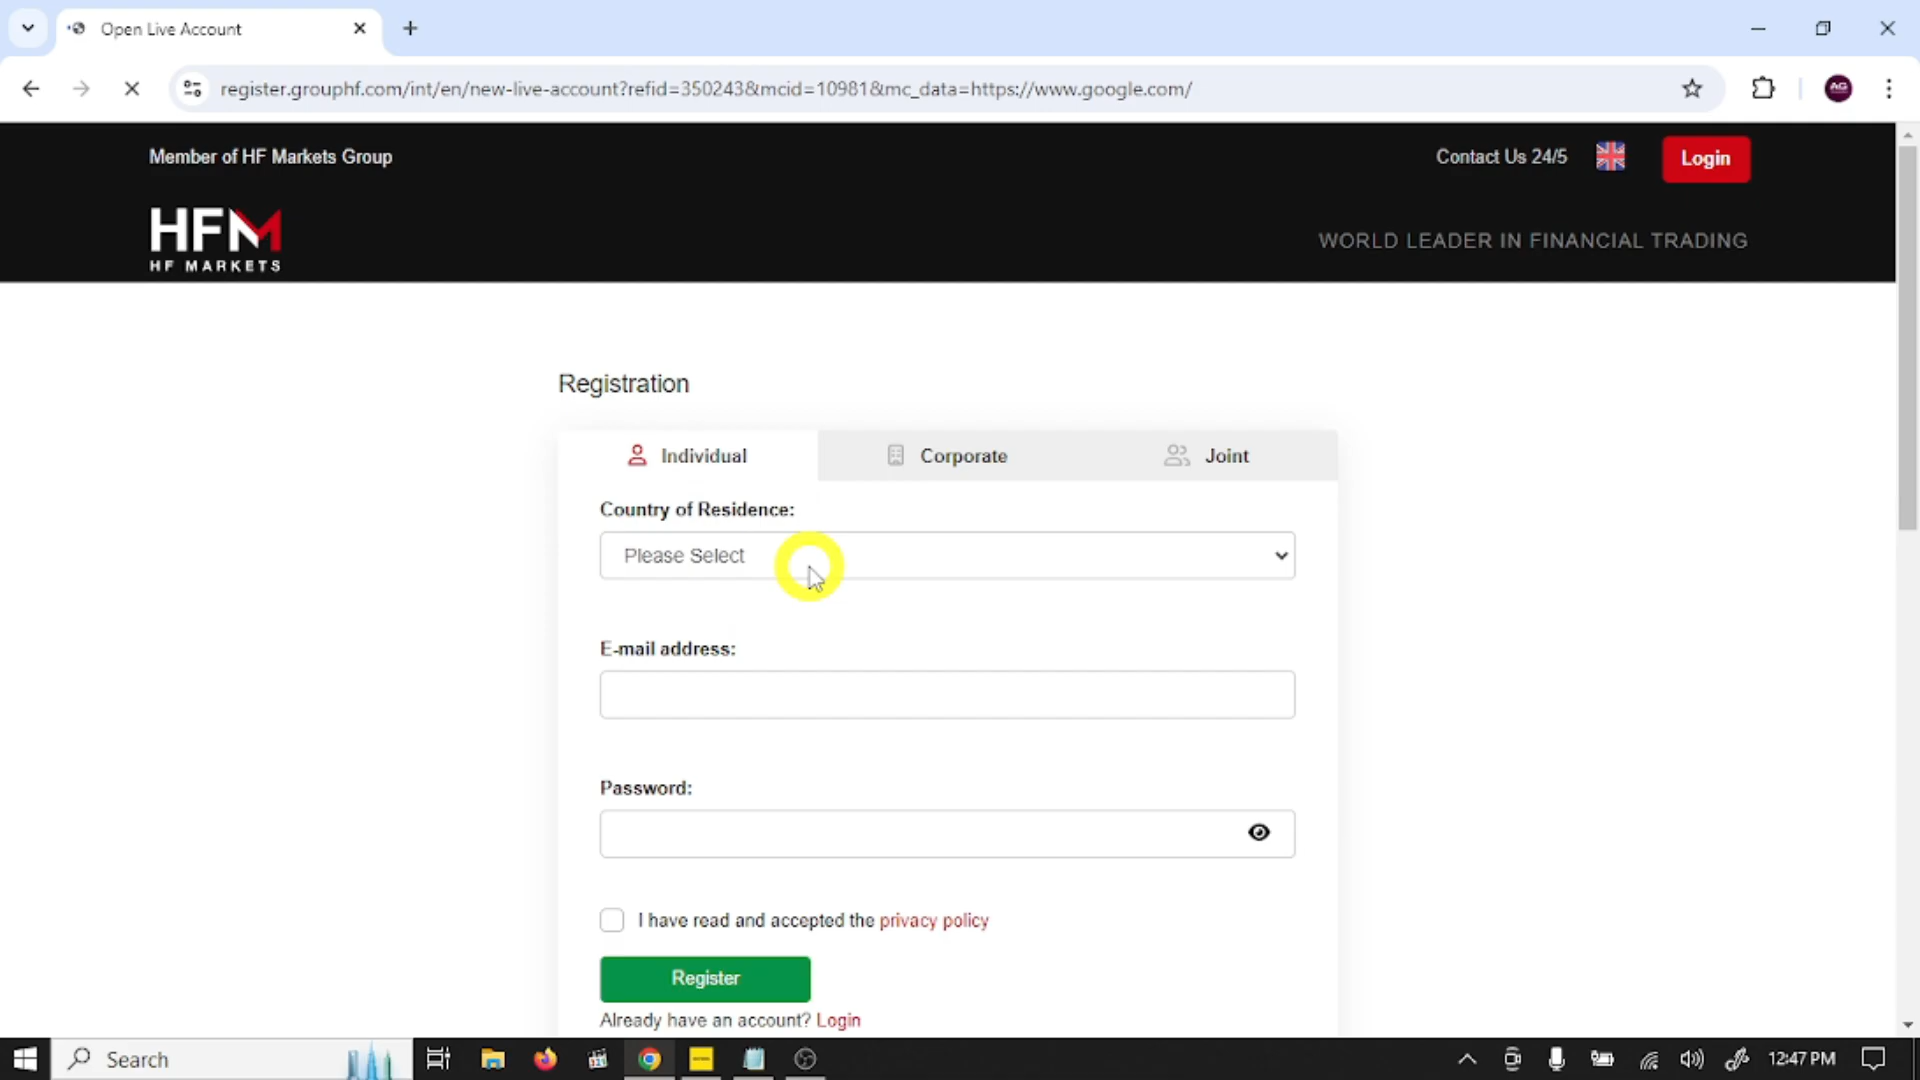 Open Live Account
register.grouphf.com/int/en/new-live-account?refid=350243&mcid=10981&mc_data=https://www.google.com/
AG
Member of HF Markets Group
Contact Us 24/5
Login
HFM
HF MARKETS
WORLD LEADER IN FINANCIAL TRADING
Registration
Individual
Corporate
Joint
Country of Residence:
Please Select
E-mail address:
Password:
I have read and accepted the privacy policy
Register
Already have an account? Login
Search
12:47 PM